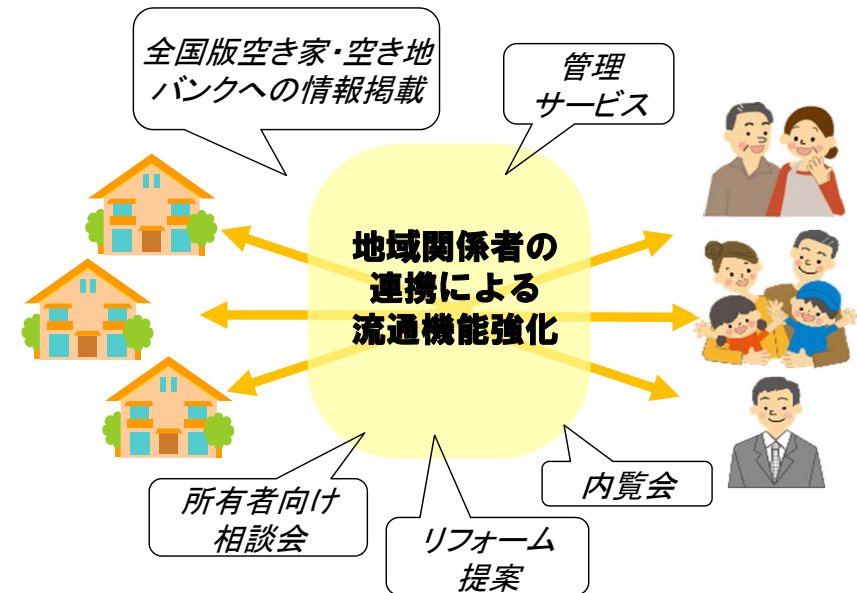 全国版空き家・空き地
バンクへの情報掲載
管理
サービス
地域関係者の
連携による
流通機能強化
所有者向け
相談会
リフォーム
提案
内覧会